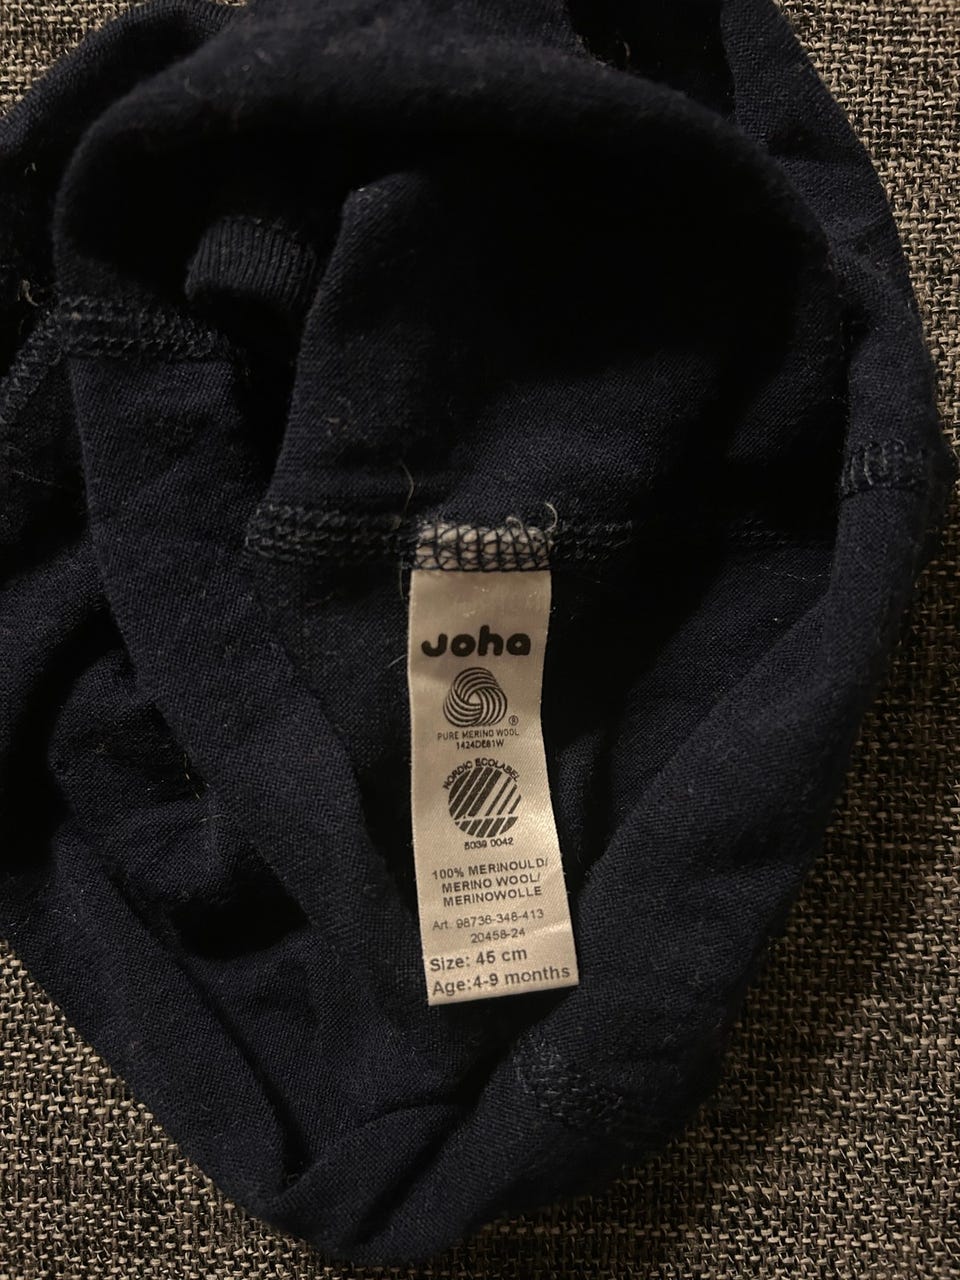 Joha
®
PURE MERINO WOOL
1424DE81W
NORDIC ECOLABEL
5039 0042
100% MERINOULD/
MERINO WOOL/
MERINOWOLLE
Art. 98736-348-413
20458-24
Size: 45 cm
Age:4-9 months